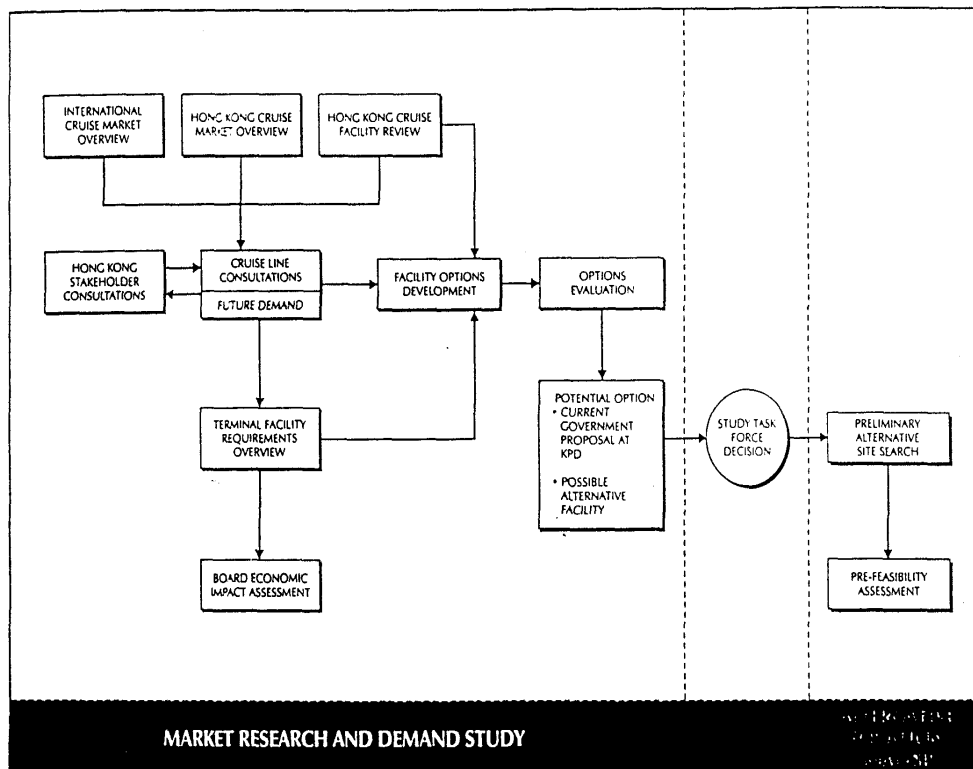 INTERNATIONAL
CRUISE MARKET
OVERVIEW
HONG KONG CRUISE
MARKET OVERVIEW
HONG KONG CRUISE
FACILITY REVIEW
HONG KONG
STAKEHOLDER
CONSULTATIONS
CRUISE LINE
CONSULTATIONS
FUTURE DEMAND
FACILITY OPTIONS
DEVELOPMENT
OPTIONS
EVALUATION
TERMINAL FACILITY
REQUIREMENTS
OVERVIEW
POTENTIAL OPTION
• CURRENT
GOVERNMENT
PROPOSAL AT
KPD
• POSSIBLE
ALTERNATIVE
FACILITY
STUDY TASK
FORCE
DECISION
PRELIMINARY
ALTERNATIVE
SITE SEARCH
BOARD ECONOMIC
IMPACT ASSESSMENT
PRE-FEASIBILITY
ASSESSMENT
MARKET RESEARCH AND DEMAND STUDY